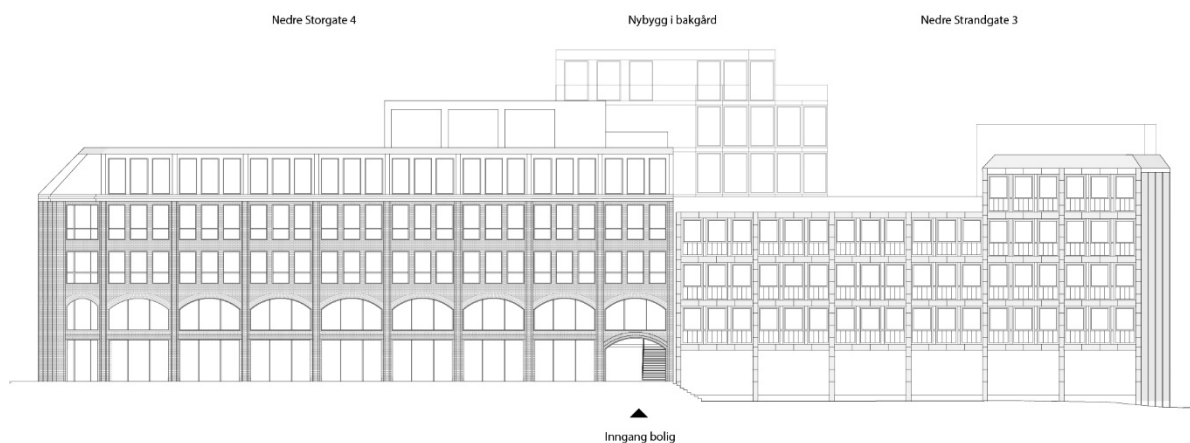 Nedre Storgate 4
Nybygg i bakgård
Nedre Strandgate 3
Inngang bolig